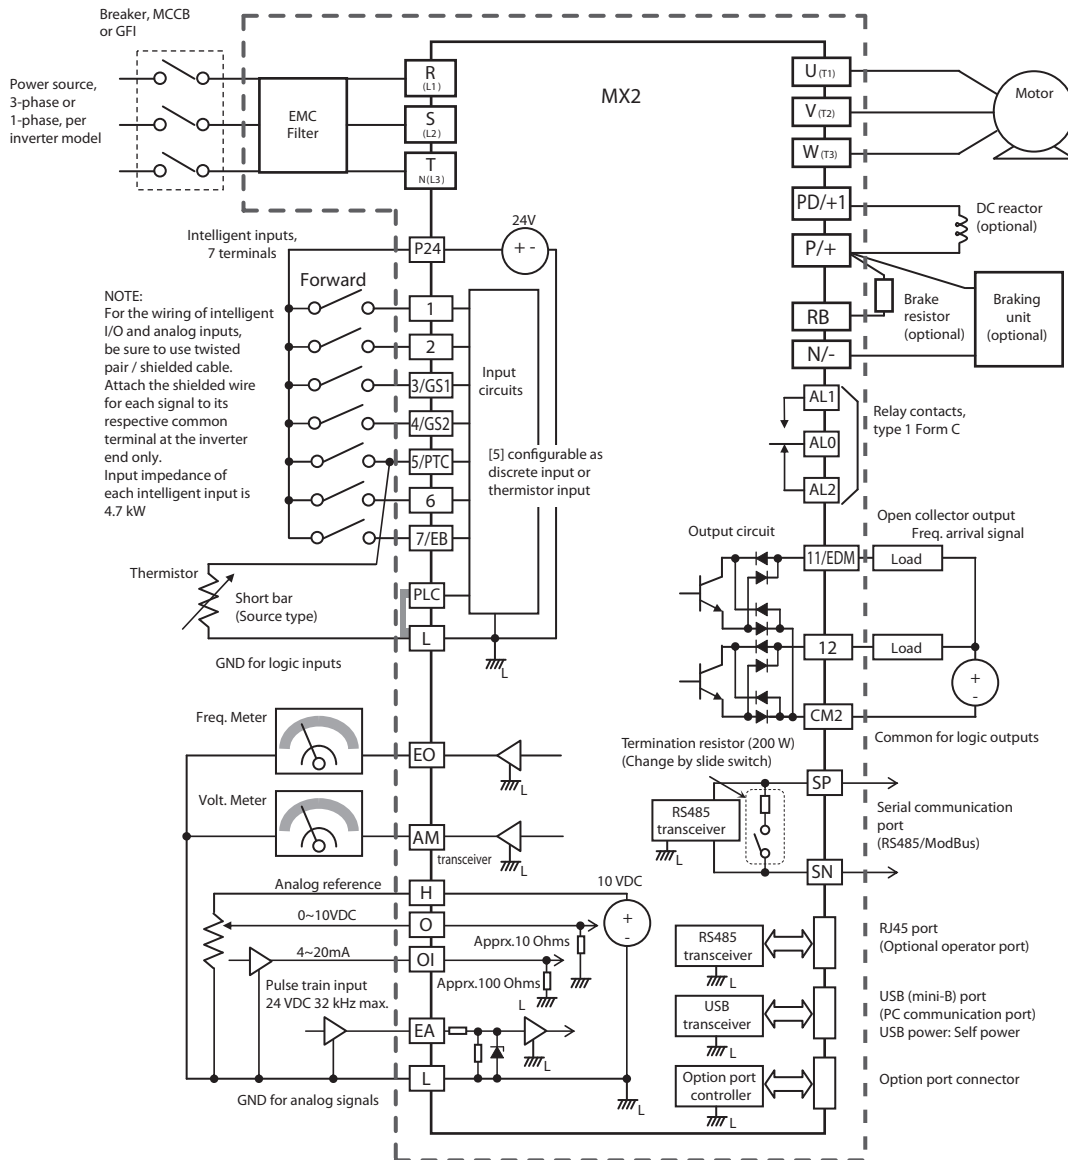 Breaker, MCCB
or GFI
Power source,
3-phase or
1-phase, per
inverter model
EMC
Filter
R
(L1)
S
(L2)
T
N(L3)
MX2
U (T1)
V (T2)
W (T3)
Motor
PD/+1
P/+
DC reactor
(optional)
RB
Brake
resistor
(optional)
Braking
unit
(optional)
N/-
Intelligent inputs,
7 terminals
P24
24V
+ -
Forward
NOTE:
For the wiring of intelligent
I/O and analog inputs,
be sure to use twisted
pair / shielded cable.
Attach the shielded wire
for each signal to its
respective common
terminal at the inverter
end only.
Input impedance of
each intelligent input is
4.7 kW
1
2
3/GS1
4/GS2
5/PTC
6
7/EB
PLC
L
Input
circuits
[5] configurable as
discrete input or
thermistor input
AL1
AL0
AL2
Relay contacts,
type 1 Form C
Thermistor
Short bar
(Source type)
GND for logic inputs
L
Output circuit
Open collector output
Freq. arrival signal
11/EDM
Load
12
Load
+
-
CM2
Common for logic outputs
Freq. Meter
EO
L
Volt. Meter
AM
transceiver
L
Termination resistor (200 W)
(Change by slide switch)
SP
RS485
transceiver
L
Serial communication
port
(RS485/ModBus)
SN
Analog reference
H
10 VDC
0~10VDC
O
+
-
Apprx.10 Ohms
4~20mA
OI
Apprx.100 Ohms
Pulse train input
24 VDC 32 kHz max.
EA
L
L
L
GND for analog signals
L
RS485
transceiver
L
RJ45 port
(Optional operator port)
USB
transceiver
L
USB (mini-B) port
(PC communication port)
USB power: Self power
Option port
controller
L
Option port connector